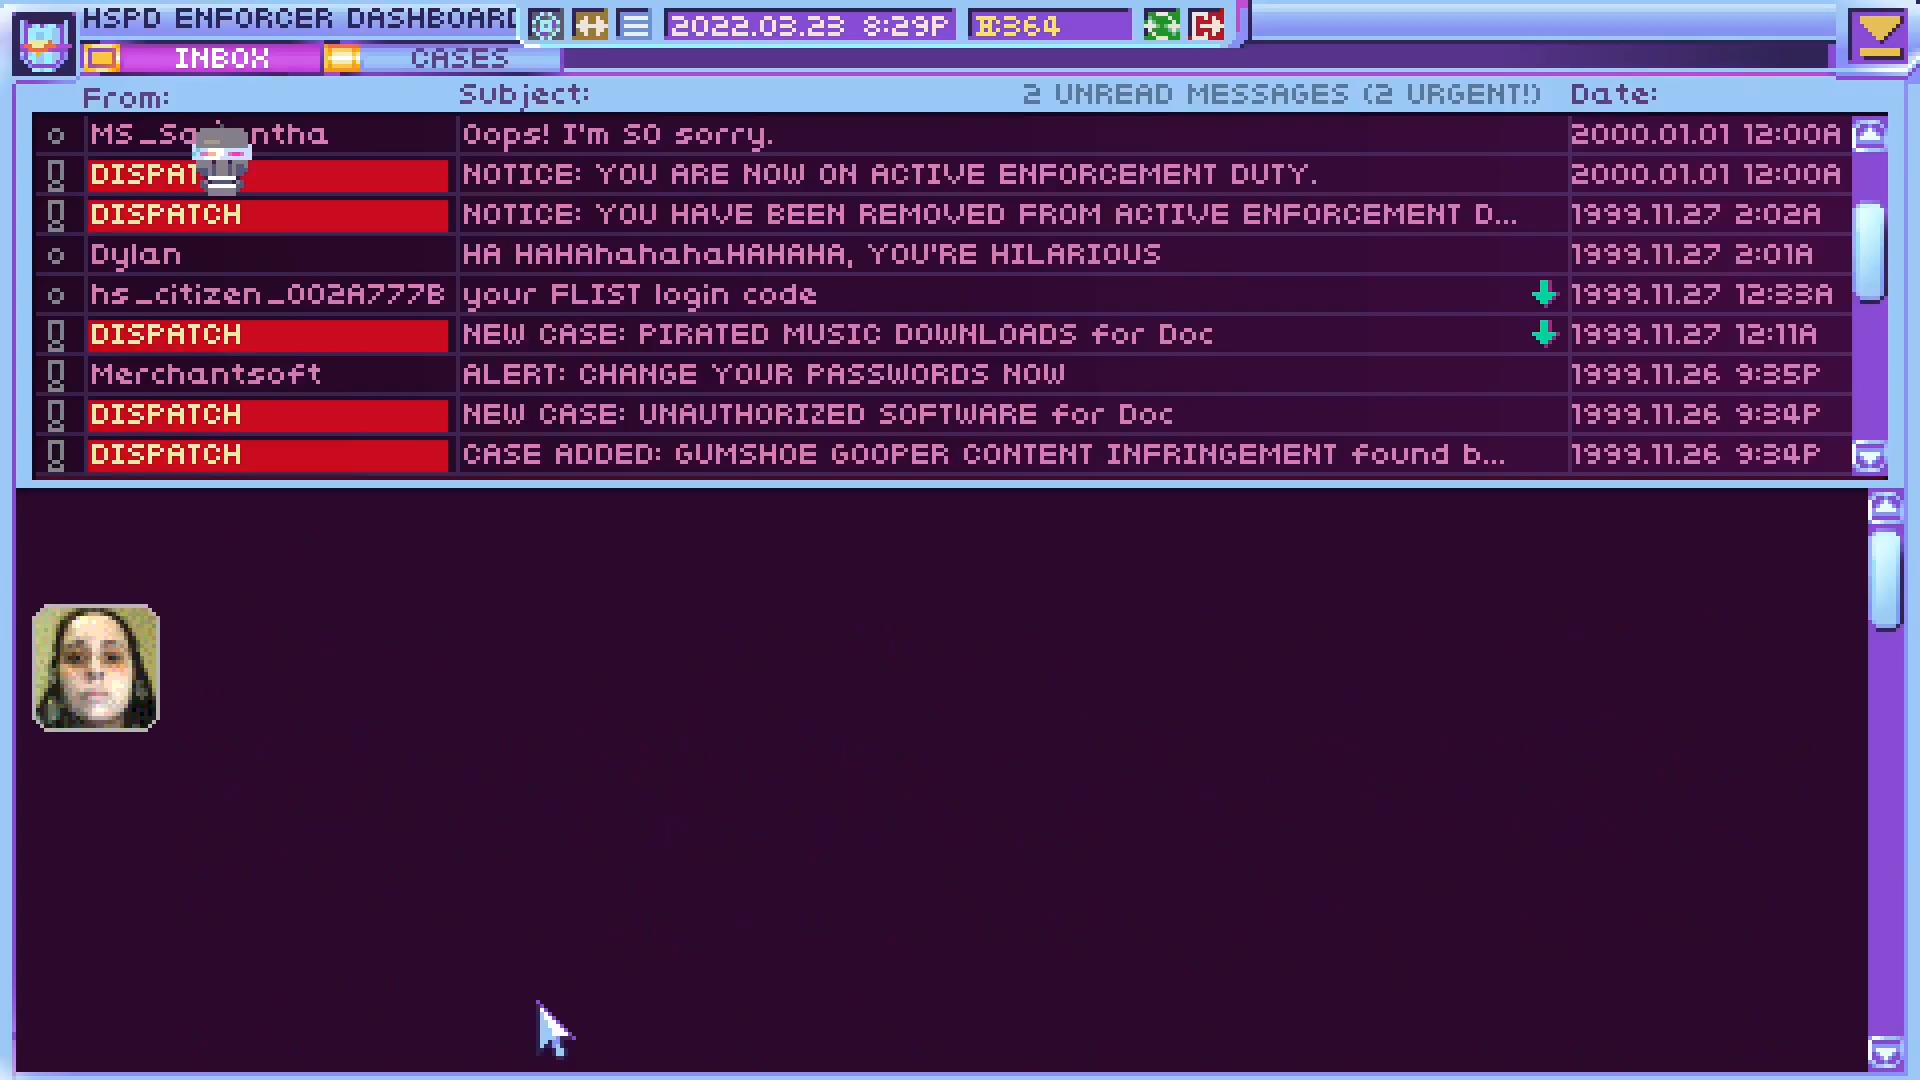 HSPD ENFORCER DASHBOARD
2022.03.23 8:29P
364
INBOX
CASES
From:
Subject:
2 UNREAD MESSAGES (2 URGENT!)
Date:
Oops! I'm SO sorry.
2000.01.01 12:00A
NOTICE: YOU ARE NOW ON ACTIVE ENFORCEMENT DUTY.
2000.01.01 12:00A
DISPATCH
NOTICE: YOU HAVE BEEN REMOVED FROM ACTIVE ENFORCEMENT D...
1999.11.27 2:02A
Dylan
HA HAHAhahahaHAHAHA, YOU'RE HILARIOUS
1999.11.27 2:01A
hs_citizen_002A777B
your FLIST login code
1999.11.27 12:33A
DISPATCH
NEW CASE: PIRATED MUSIC DOWNLOADS for Doc
1999.11.27 12:11A
Merchantsoft
ALERT: CHANGE YOUR PASSWORDS NOW
1999.11.26 9:35P
DISPATCH
NEW CASE: UNAUTHORIZED SOFTWARE for Doc
1999.11.26 9:34P
DISPATCH
CASE ADDED: GUMSHOE GOOPER CONTENT INFRINGEMENT found b...
1999.11.26 9:34P